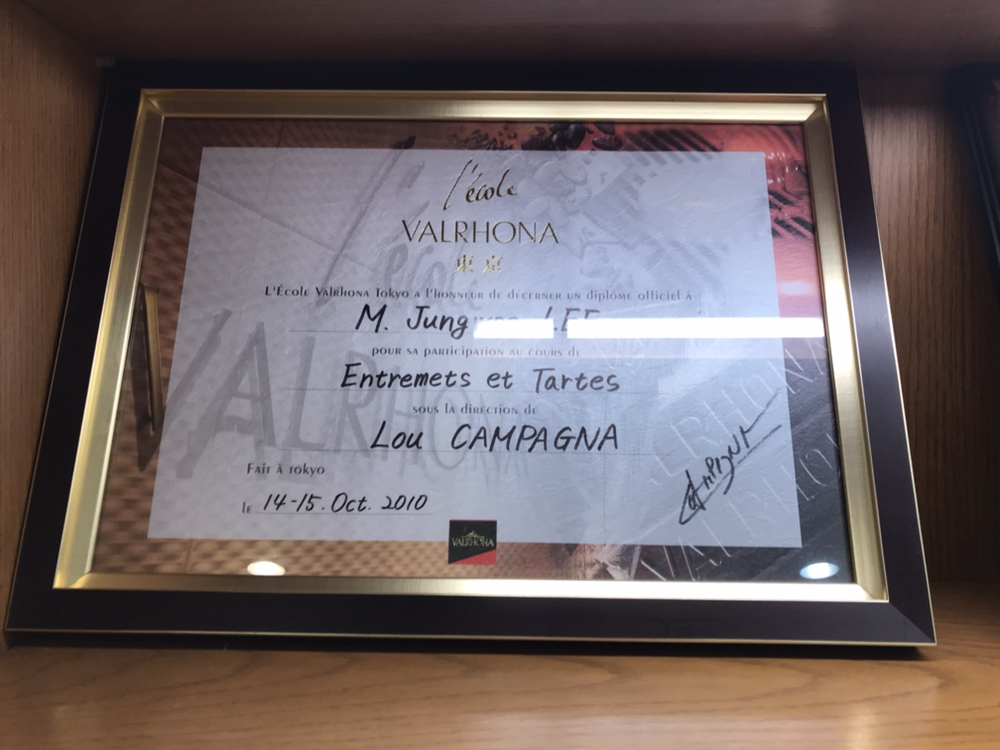 l'école
VALRHONA
東京
L'École Valrhona Tokyo a l'honneur de décerner un diplôme officiel à
M. Jung LEE
pour sa participation au cours de
Entremets et Tartes
sous la direction de
Lou CAMPAGNA
Fait à Tokyo
le 14-15. Oct. 2010
VALRHONA